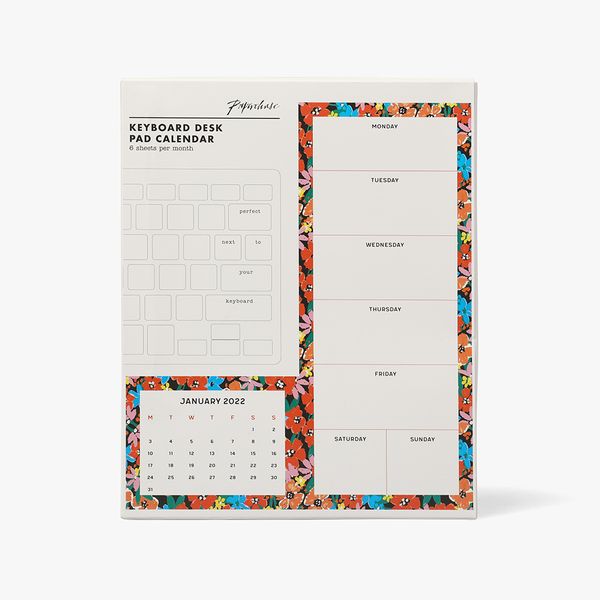 Paperchase
KEYBOARD DESK
PAD CALENDAR
6 sheets per month
perfect
next to
your
keyboard
MONDAY
TUESDAY
WEDNESDAY
THURSDAY
FRIDAY
SATURDAY SUNDAY
JANUARY 2022
M T W T F S S
1 2
3 4 5 6 7 8 9
10 11 12 13 14 15 16
17 18 19 20 21 22 23
24 25 26 27 28 29 30
31